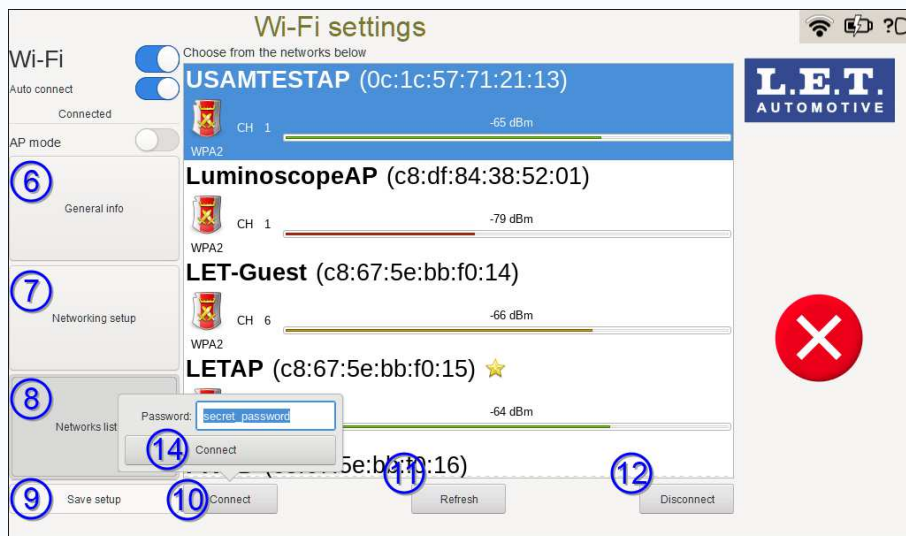 Wi-Fi settings
?
Wi-Fi
Choose from the networks below
Auto connect
Connected
AP mode
6
General info
7
Networking setup
8
Networks list
9
Save setup
USAMTESTAP (0c:1c:57:71:21:13)
CH 1
-65 dBm
WPA2
LuminoscopeAP (c8:df:84:38:52:01)
CH 1
-79 dBm
WPA2
LET-Guest (c8:67:5e:bb:f0:14)
CH 6
-66 dBm
WPA2
LETAP (c8:67:5e:bb:f0:15)
-64 dBm
Password: secret_password
14 Connect
5e:bb:f0:16)
10 Connect
11 Refresh
12 Disconnect
L.E.T.
AUTOMOTIVE